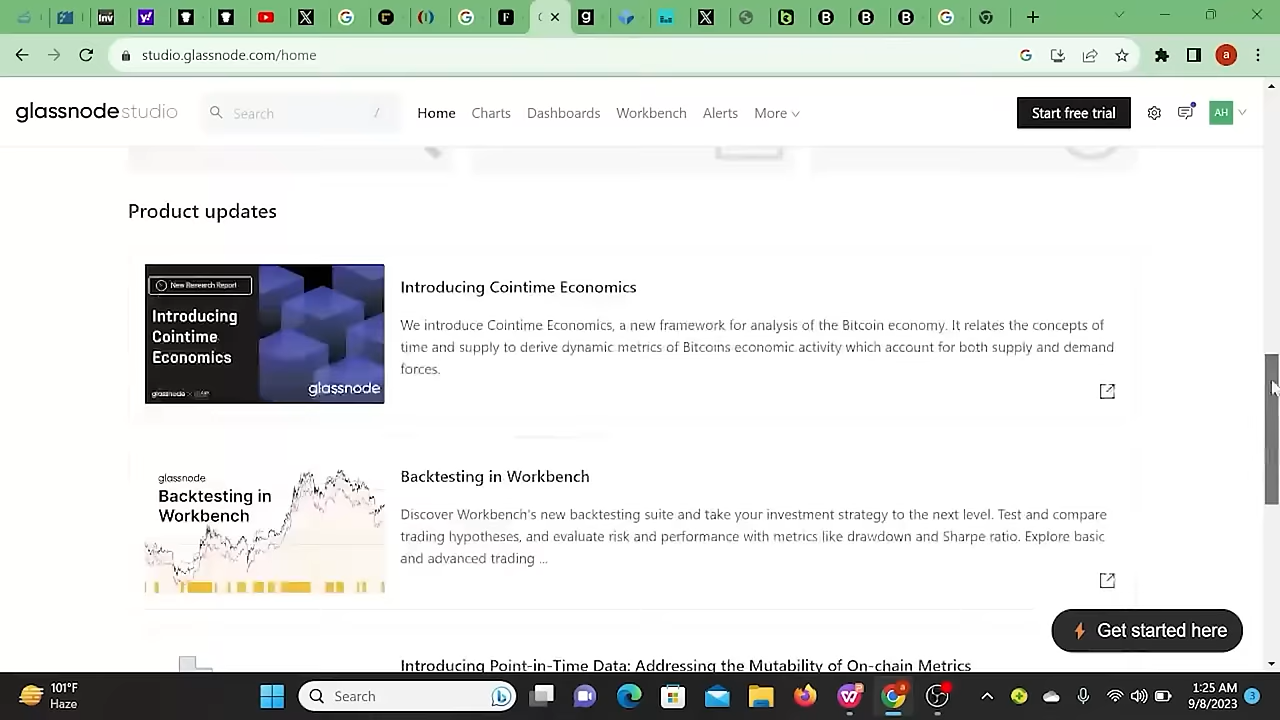 studio.glassnode.com/home
a
glassnode studio
Search
/
Home
Charts
Dashboards
Workbench
Alerts
More
Start free trial
AH
Product updates
New Research Report
Introducing
Cointime
Economics
glassnode
glassnode
Introducing Cointime Economics
We introduce Cointime Economics, a new framework for analysis of the Bitcoin economy. It relates the concepts of
time and supply to derive dynamic metrics of Bitcoins economic activity which account for both supply and demand
forces.
glassnode
Backtesting in
Workbench
Backtesting in Workbench
Discover Workbench's new backtesting suite and take your investment strategy to the next level. Test and compare
trading hypotheses, and evaluate risk and performance with metrics like drawdown and Sharpe ratio. Explore basic
and advanced trading ...
Get started here
Introducing Point-in-Time Data: Addressing the Mutability of On-chain Metrics
101°F
Haze
Search
1:25 AM
9/8/2023
3